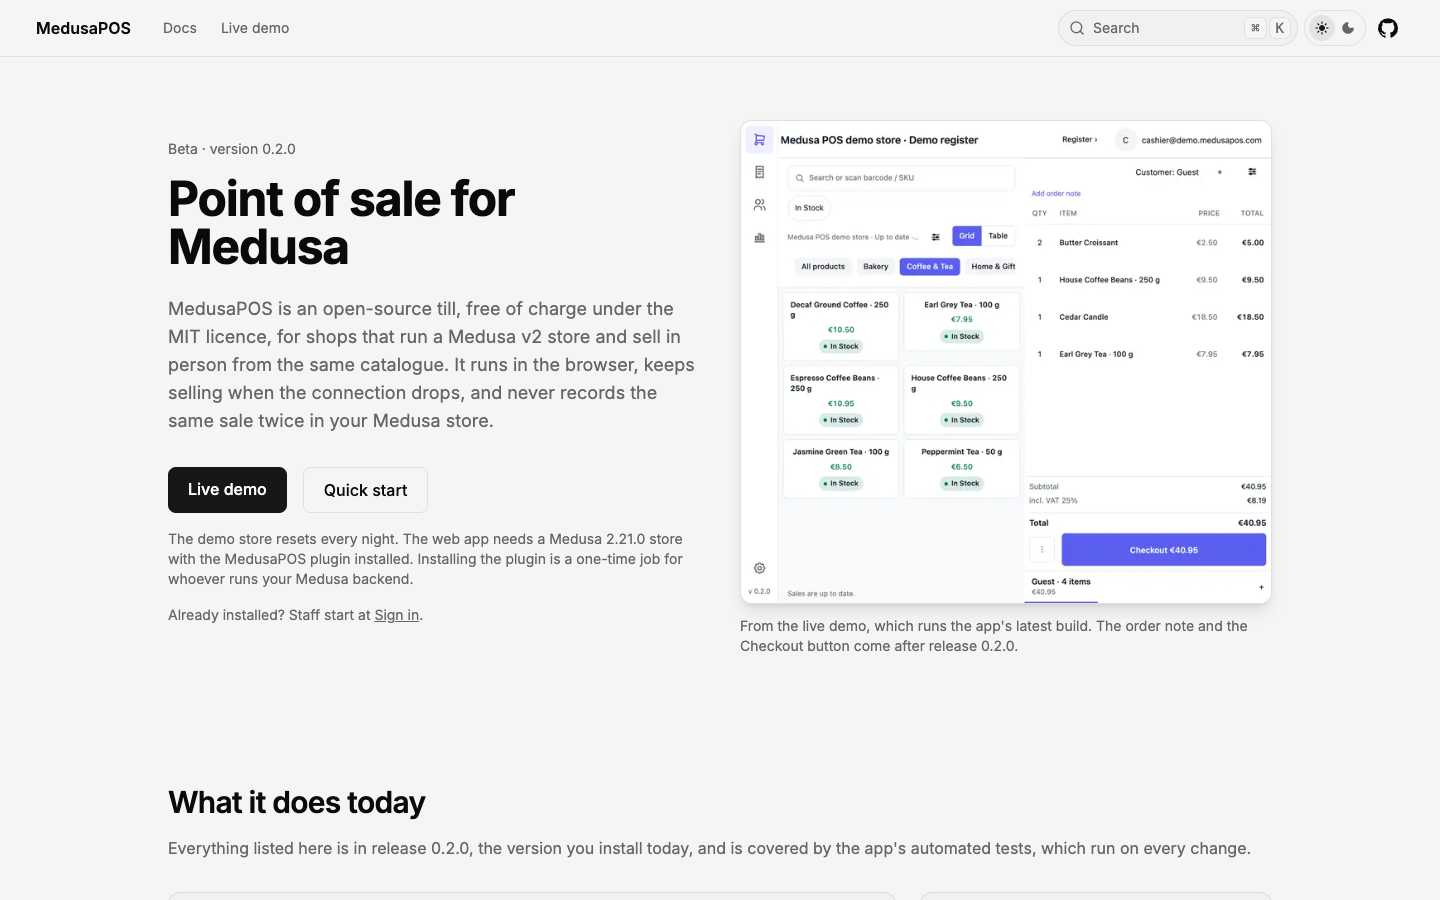 MedusaPOS
Docs
Live demo
Search
⌘ K
Beta · version 0.2.0
Point of sale for
Medusa
MedusaPOS is an open-source till, free of charge under the
MIT licence, for shops that run a Medusa v2 store and sell in
person from the same catalogue. It runs in the browser, keeps
selling when the connection drops, and never records the
same sale twice in your Medusa store.
Live demo
Quick start
The demo store resets every night. The web app needs a Medusa 2.21.0 store
with the MedusaPOS plugin installed. Installing the plugin is a one-time job for
whoever runs your Medusa backend.
Already installed? Staff start at Sign in.
Medusa POS demo store · Demo register
Register ›
C
cashier@demo.medusapos.com
Search or scan barcode / SKU
In Stock
Medusa POS demo store · Up to date ·...
Grid
Table
All products
Bakery
Coffee & Tea
Home & Gift
Decaf Ground Coffee · 250
g
€10.50
In Stock
Earl Grey Tea · 100 g
€7.95
In Stock
Espresso Coffee Beans ·
250 g
€10.95
In Stock
House Coffee Beans · 250
g
€9.50
In Stock
Jasmine Green Tea · 100 g
€8.50
In Stock
Peppermint Tea · 50 g
€6.50
In Stock
v 0.2.0
Sales are up to date.
Customer: Guest
+
Add order note
QTY ITEM PRICE TOTAL
2 Butter Croissant €2.50 €5.00
1 House Coffee Beans · 250 g €9.50 €9.50
1 Cedar Candle €18.50 €18.50
1 Earl Grey Tea · 100 g €7.95 €7.95
Subtotal €40.95
incl. VAT 25% €8.19
Total €40.95
Checkout €40.95
Guest · 4 items
€40.95
+
From the live demo, which runs the app's latest build. The order note and the
Checkout button come after release 0.2.0.
What it does today
Everything listed here is in release 0.2.0, the version you install today, and is covered by the app's automated tests, which run on every change.